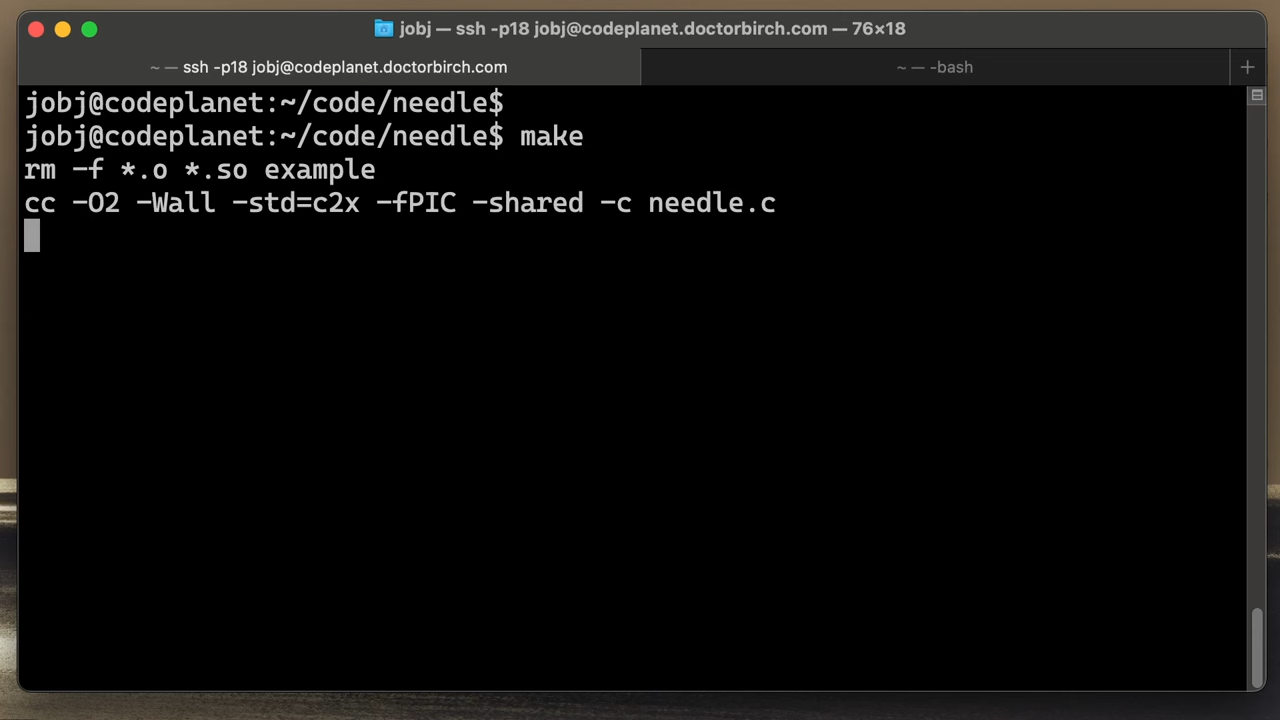 jobj — ssh -p18 jobj@codeplanet.doctorbirch.com — 76×18
~ — ssh -p18 jobj@codeplanet.doctorbirch.com
~ — -bash
+
jobj@codeplanet:~/code/needle$
jobj@codeplanet:~/code/needle$ make
rm -f *.o *.so example
cc -O2 -Wall -std=c2x -fPIC -shared -c needle.c